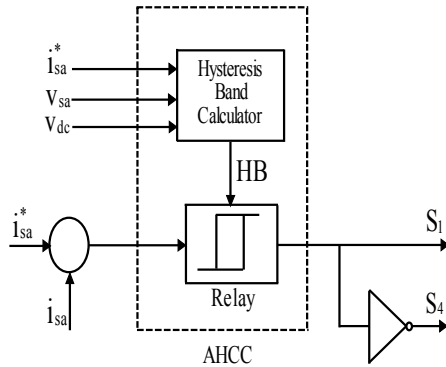 i*sa
vsa
vdc
Hysteresis
Band
Calculator
HB
i*sa
isa
Relay
S1
S4
AHCC